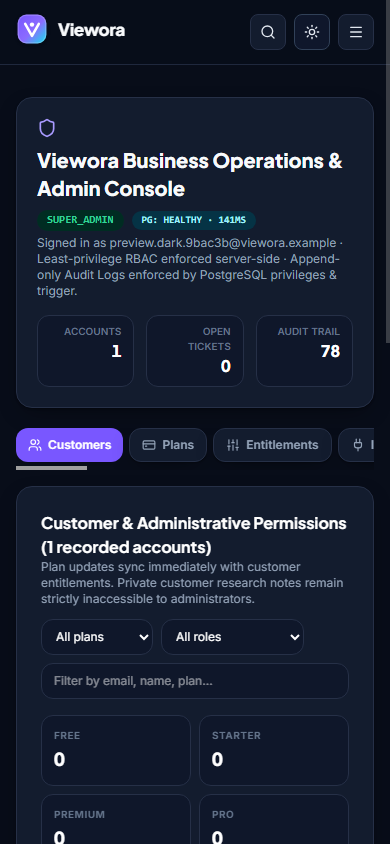 Viewora
Viewora Business Operations &
Admin Console
SUPER_ADMIN
PG: HEALTHY · 141MS
Signed in as preview.dark.9bac3b@viewora.example ·
Least-privilege RBAC enforced server-side · Append-
only Audit Logs enforced by PostgreSQL privileges &
trigger.
ACCOUNTS
1
OPEN
TICKETS
0
AUDIT TRAIL
78
Customers
Plans
Entitlements
Customer & Administrative Permissions
(1 recorded accounts)
Plan updates sync immediately with customer
entitlements. Private customer research notes remain
strictly inaccessible to administrators.
All plans
All roles
Filter by email, name, plan...
FREE
0
STARTER
0
PREMIUM
0
PRO
0